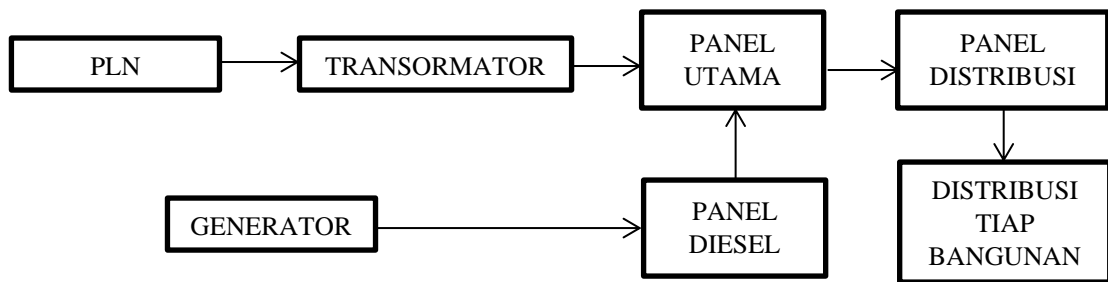 PLN
TRANSORMATOR
PANEL
UTAMA
PANEL
DISTRIBUSI
GENERATOR
PANEL
DIESEL
DISTRIBUSI
TIAP
BANGUNAN